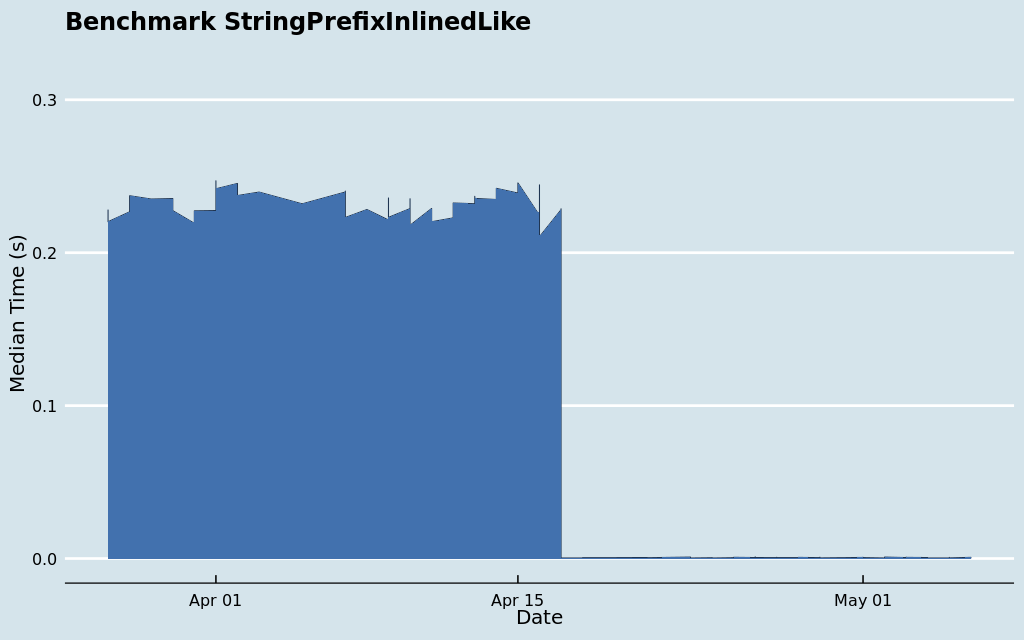 Benchmark StringPrefixInlinedLike
Median Time (s)
0.3
0.2
0.1
0.0
Apr 01
Apr 15
May 01
Date